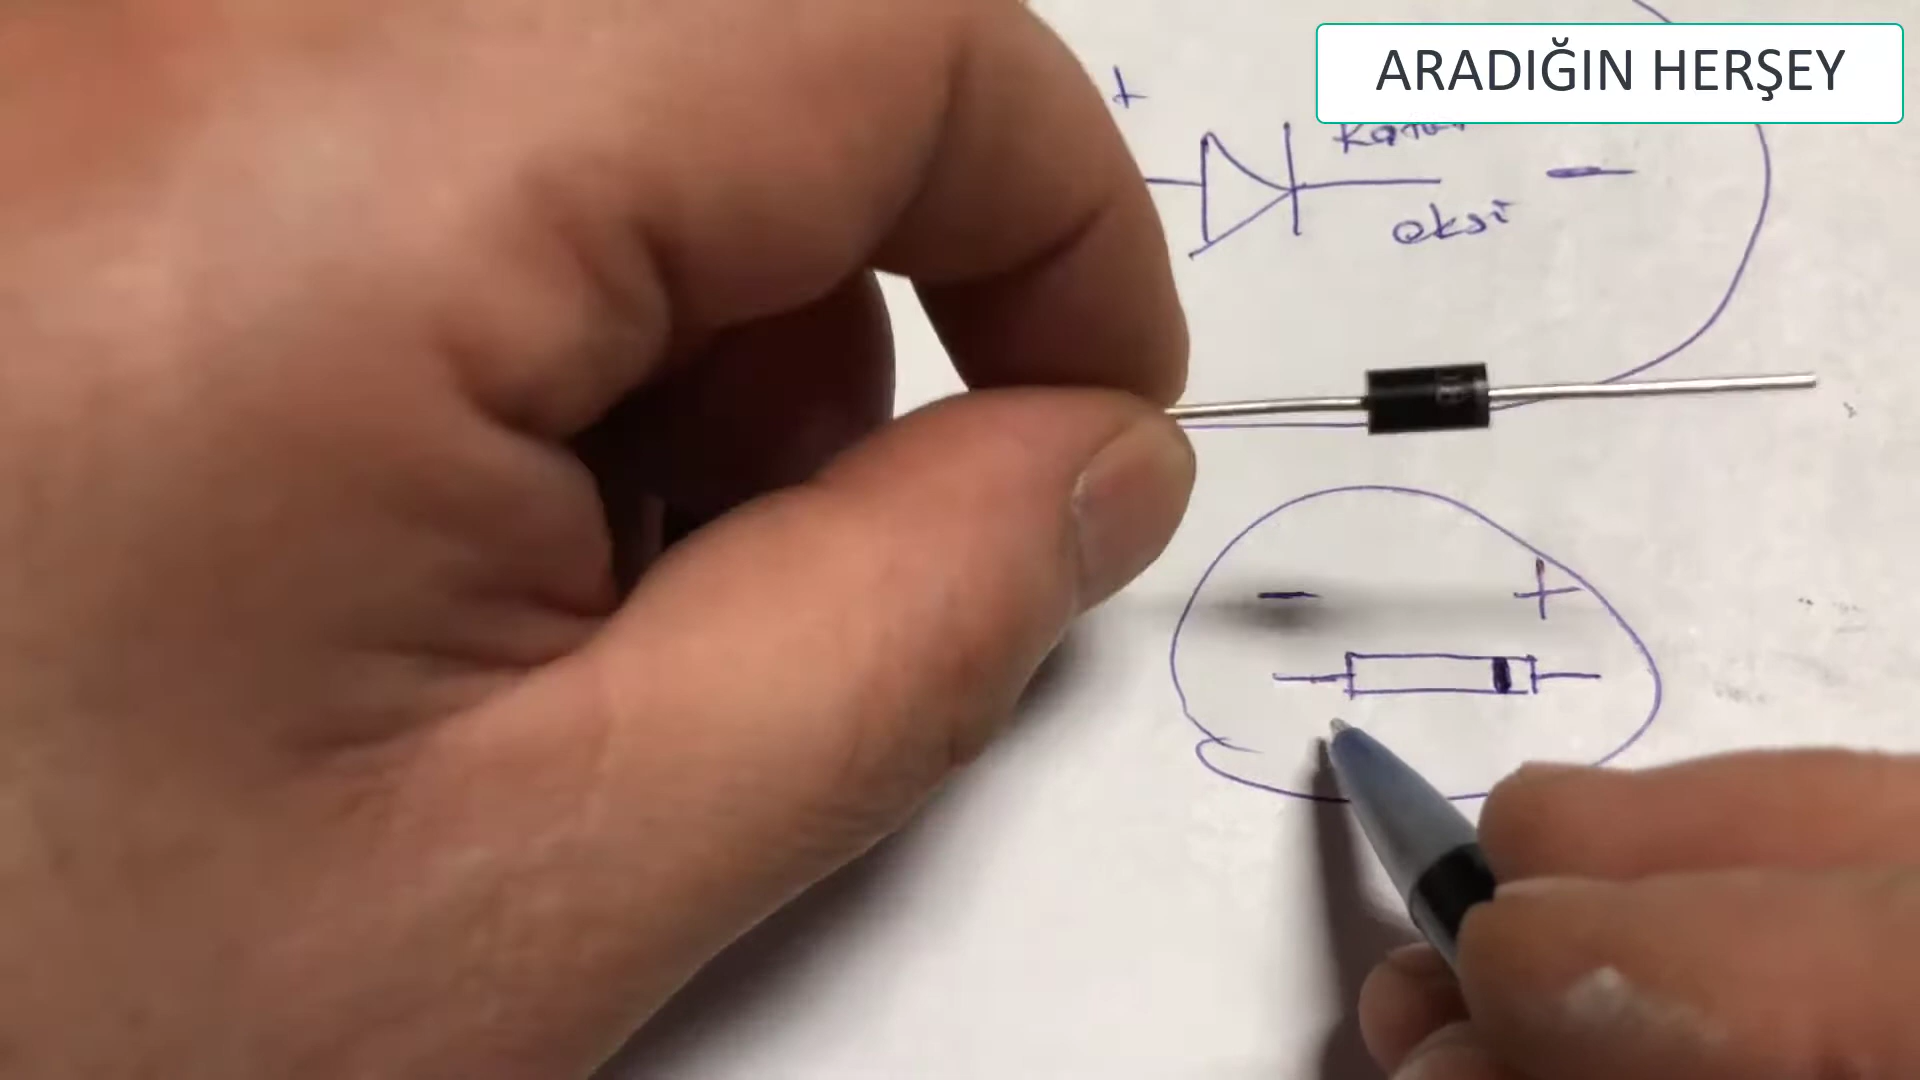 ARADIĞIN HERŞEY
+
-
eksi
- +